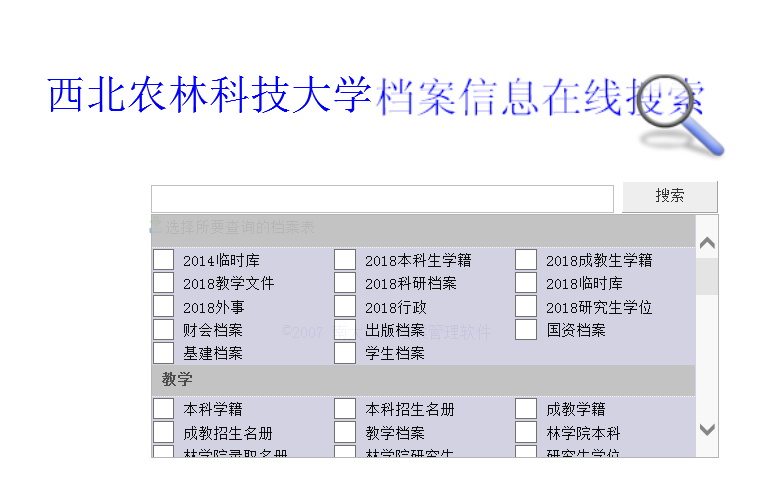 西北农林科技大学档案信息在线搜索
搜索
选择所要查询的档案表
2014临时库 2018本科生学籍 2018成教生学籍
2018教学文件 2018科研档案 2018临时库
2018外事 2018行政 2018研究生学位
财会档案 出版档案 国资档案
©2007 管理软件
基建档案 学生档案
教学
本科学籍 本科招生名册 成教学籍
成教招生名册 教学档案 林学院本科
林学院录取名册 林学院研究生 研究生学位